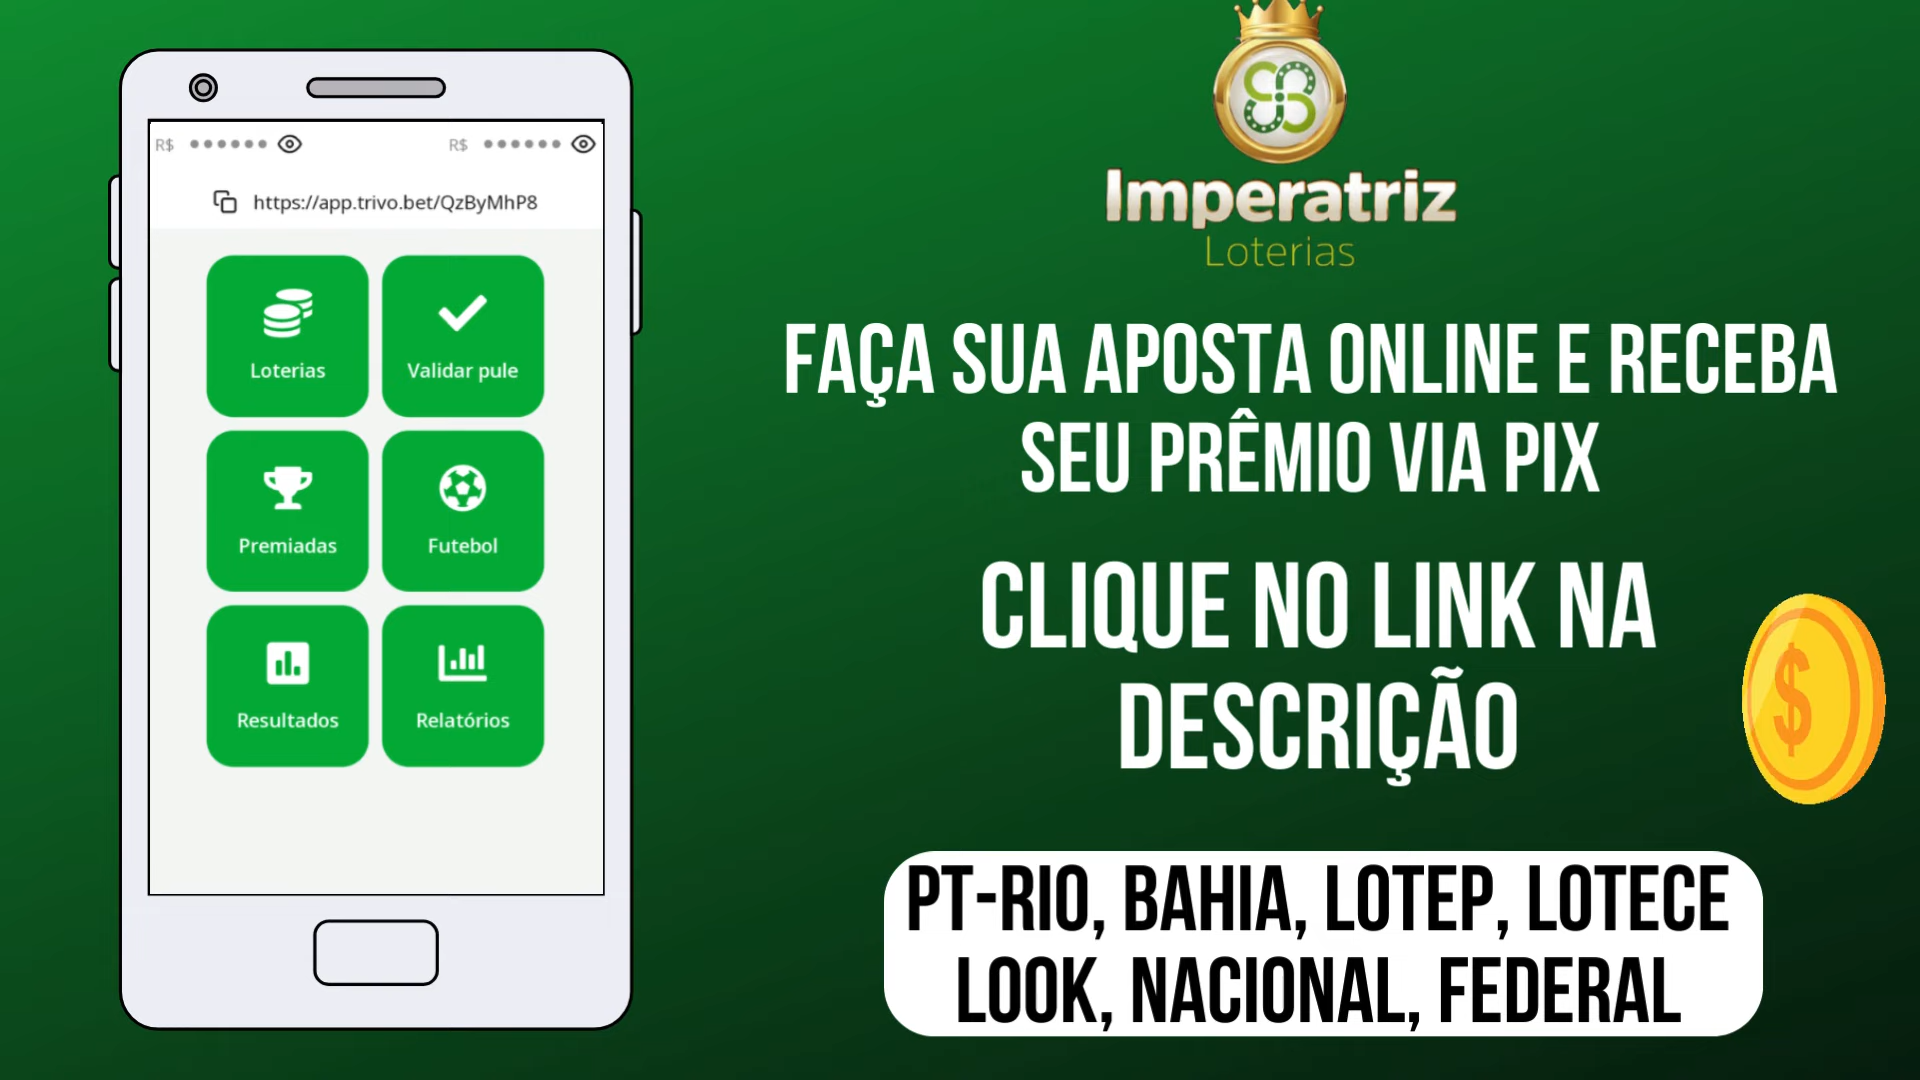 R$ R$
https://app.trivo.bet/QzByMhP8
Loterias
Validar pule
Premiadas
Futebol
Resultados
Relatórios
Imperatriz
Loterias
FAÇA SUA APOSTA ONLINE E RECEBA
SEU PRÊMIO VIA PIX
CLIQUE NO LINK NA
DESCRIÇÃO
$
PT-RIO, BAHIA, LOTEP, LOTECE
LOOK, NACIONAL, FEDERAL